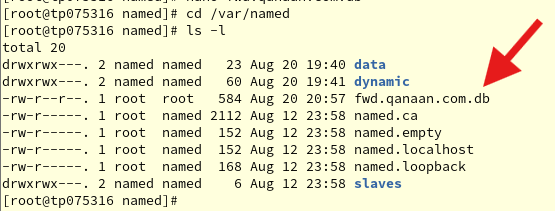 [root@tp075316 named]# cd /var/named
[root@tp075316 named]# ls -l
total 20
drwxrwx---. 2 named named   23 Aug 20 19:40 data
drwxrwx---. 2 named named   60 Aug 20 19:41 dynamic
-rw-r--r--. 1 root  root   584 Aug 20 20:57 fwd.qanaan.com.db
-rw-r-----. 1 root  named 2112 Aug 12 23:58 named.ca
-rw-r-----. 1 root  named  152 Aug 12 23:58 named.empty
-rw-r-----. 1 root  named  152 Aug 12 23:58 named.localhost
-rw-r-----. 1 root  named  168 Aug 12 23:58 named.loopback
drwxrwx---. 2 named named    6 Aug 12 23:58 slaves
[root@tp075316 named]#